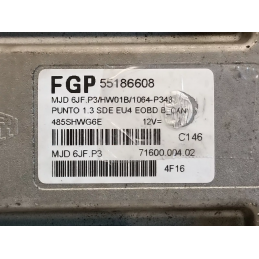 FGP 55186608
MJD 6JF.P3/HW01B/1064-P343
PUNTO 1.3 SDE EU4 EOBD B_CAN
485SHWG6E 12V=
C146
MJD 6JF.P3 71600.004.02
4F16